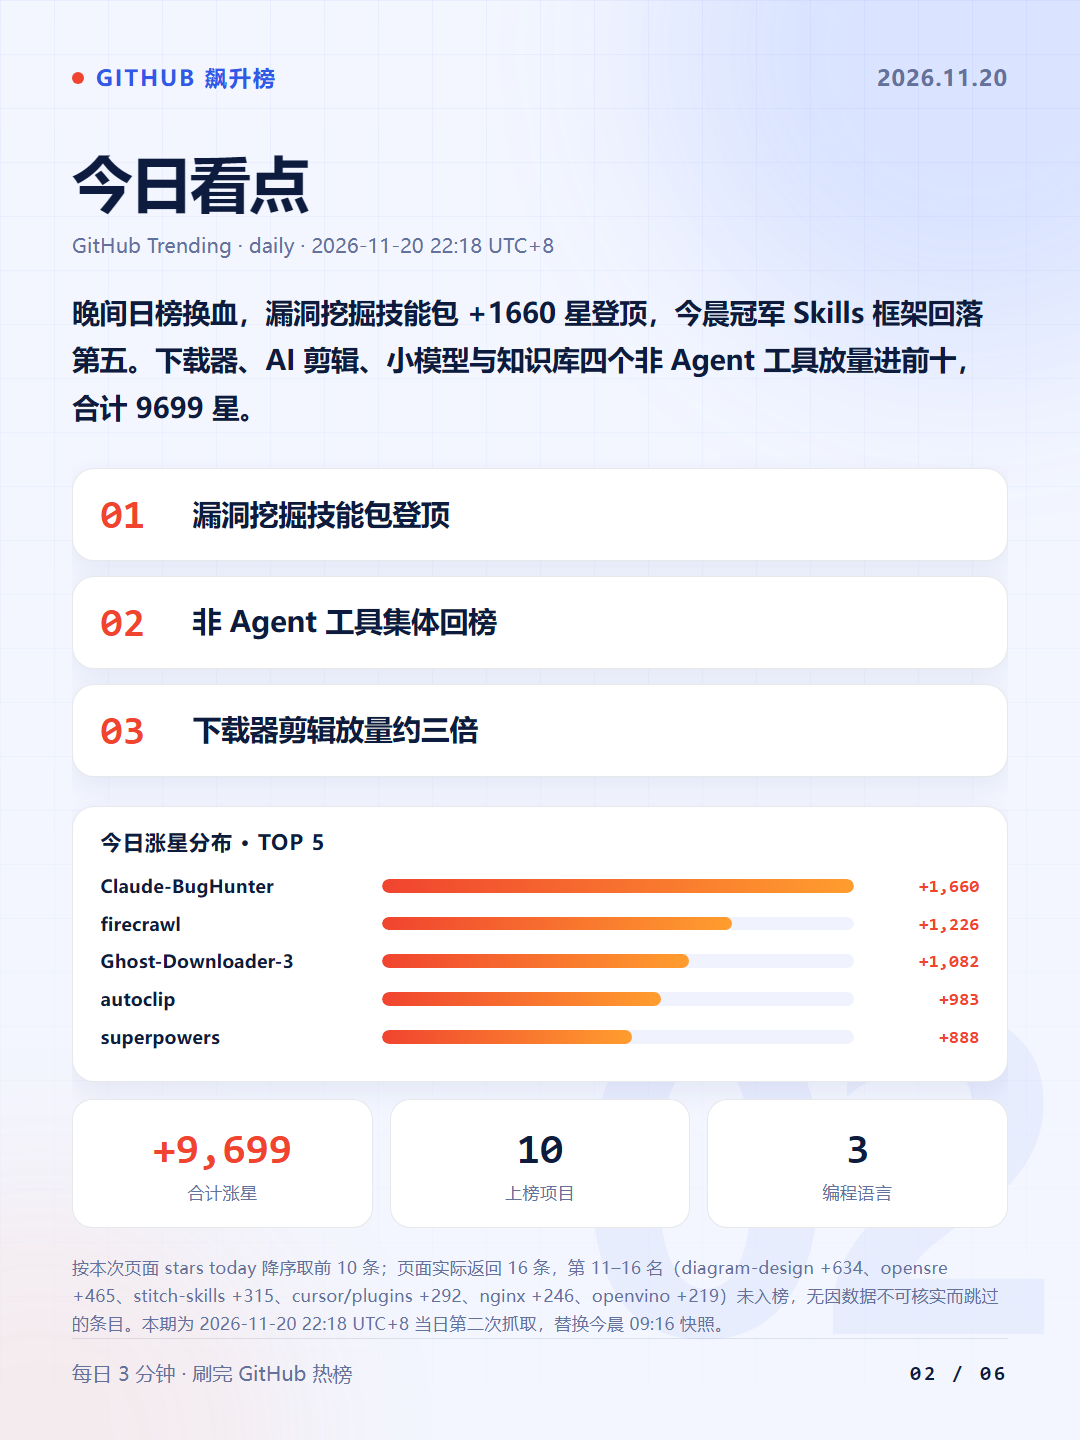 GITHUB 飙升榜
2026.11.20
今日看点
GitHub Trending · daily · 2026-11-20 22:18 UTC+8
晚间日榜换血，漏洞挖掘技能包 +1660 星登顶，今晨冠军 Skills 框架回落
第五。下载器、AI 剪辑、小模型与知识库四个非 Agent 工具放量进前十，
合计 9699 星。
01 漏洞挖掘技能包登顶
02 非 Agent 工具集体回榜
03 下载器剪辑放量约三倍
今日涨星分布 • TOP 5
Claude-BugHunter +1,660
firecrawl +1,226
Ghost-Downloader-3 +1,082
autoclip +983
superpowers +888
+9,699
合计涨星
10
上榜项目
3
编程语言
按本次页面 stars today 降序取前 10 条；页面实际返回 16 条，第 11–16 名（diagram-design +634、opensre
+465、stitch-skills +315、cursor/plugins +292、nginx +246、openvino +219）未入榜，无因数据不可核实而跳过
的条目。本期为 2026-11-20 22:18 UTC+8 当日第二次抓取，替换今晨 09:16 快照。
每日 3 分钟 · 刷完 GitHub 热榜
02 / 06
02